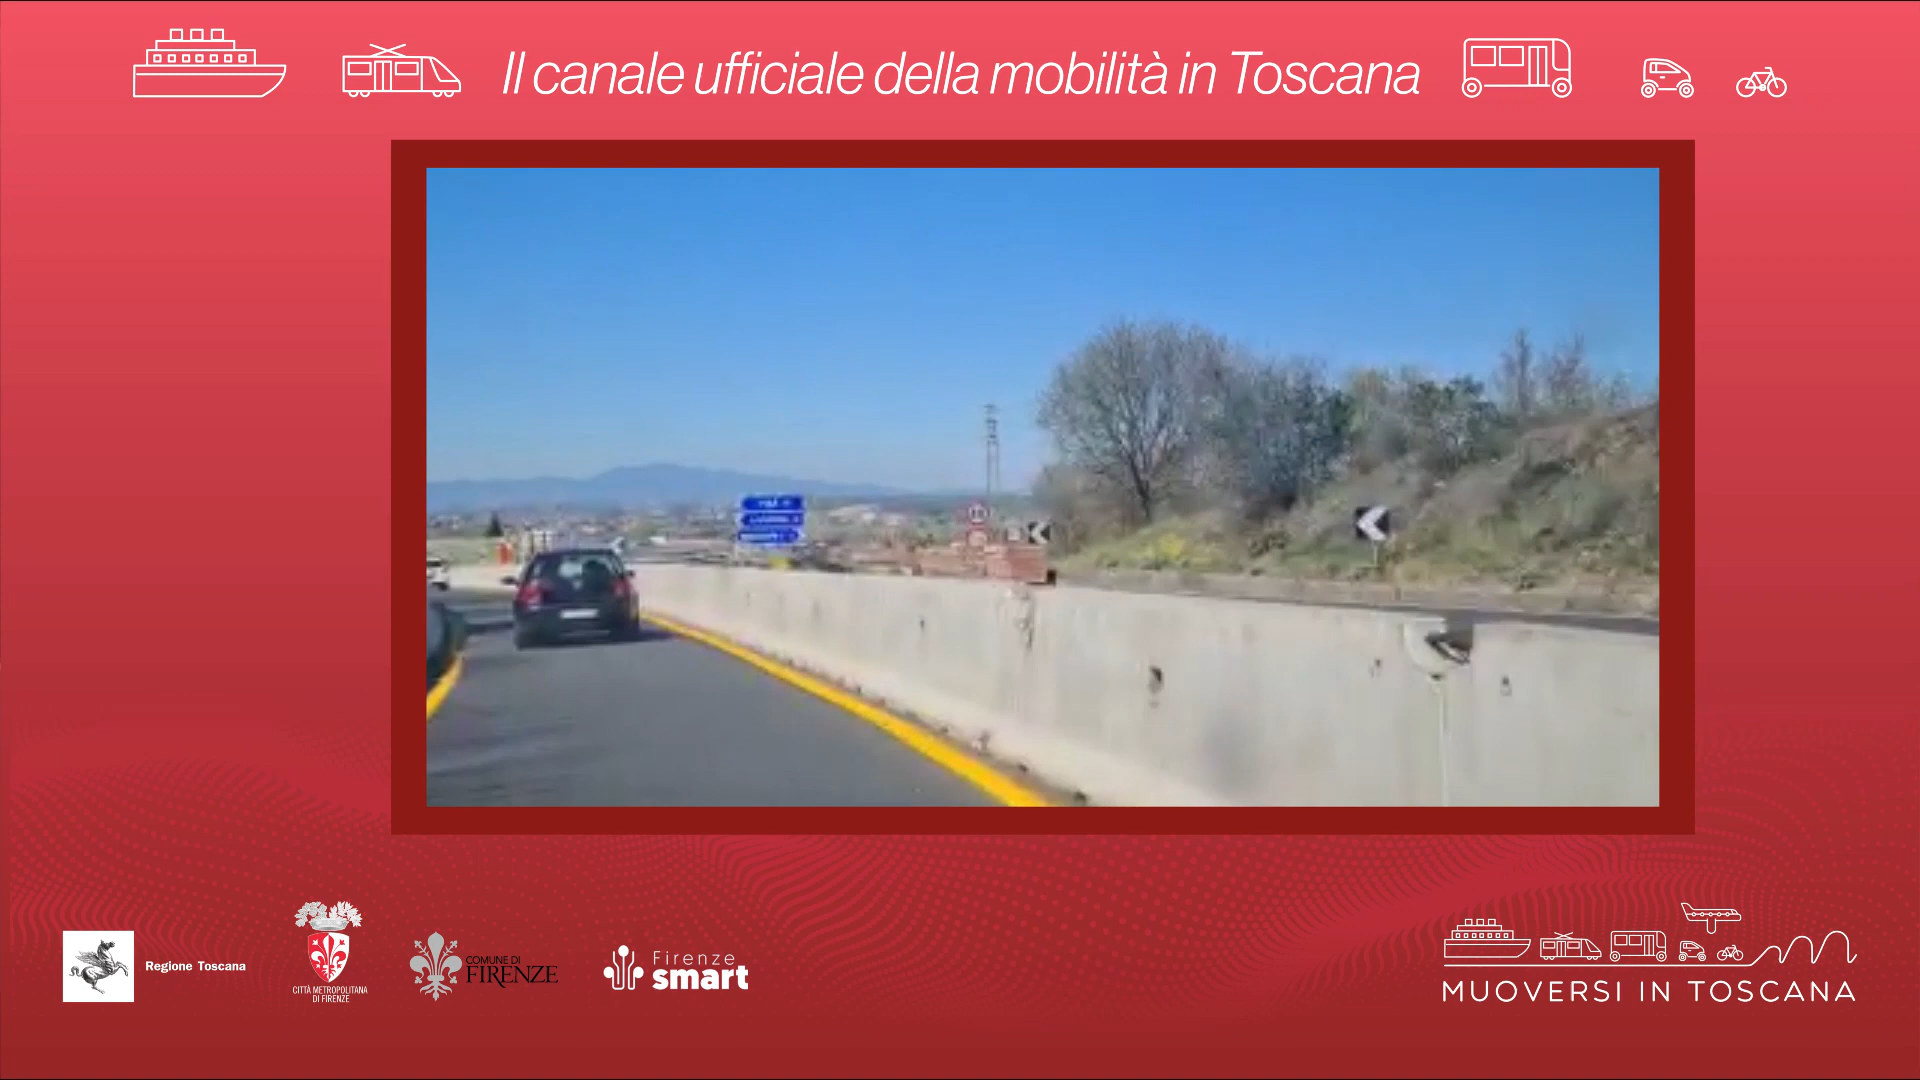 Il canale ufficiale della mobilità in Toscana
Regione Toscana
CITTÀ METROPOLITANA
DI FIRENZE
COMUNE DI
FIRENZE
Firenze
smart
MUOVERSI IN TOSCANA